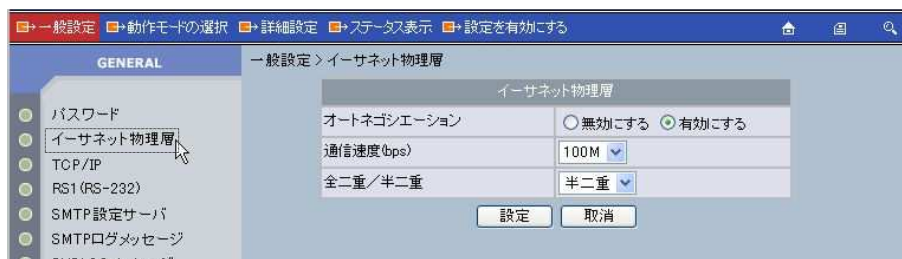 一般設定 動作モードの選択 詳細設定 ステータス表示 設定を有効にする
GENERAL
一般設定 > イーサネット物理層
イーサネット物理層
オートネゴシエーション 無効にする 有効にする
通信速度(bps) 100M
全二重/半二重 半二重
設定 取消
パスワード
イーサネット物理層
TCP/IP
RS1(RS-232)
SMTP設定サーバ
SMTPログメッセージ